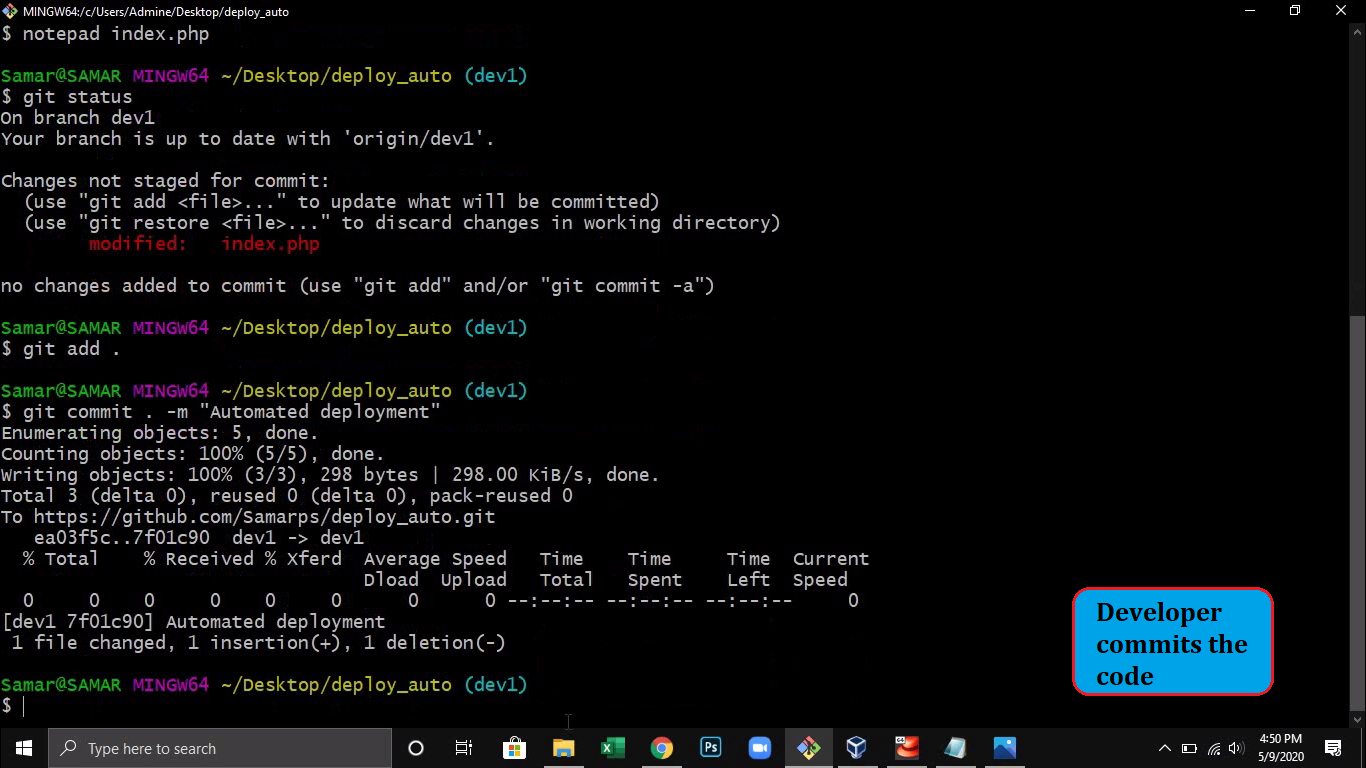 MINGW64:/c/Users/Admine/Desktop/deploy_auto
$ notepad index.php
Samar@SAMAR MINGW64 ~/Desktop/deploy_auto (dev1)
$ git status
On branch dev1
Your branch is up to date with 'origin/dev1'.
Changes not staged for commit:
(use "git add <file>..." to update what will be committed)
(use "git restore <file>..." to discard changes in working directory)
modified: index.php
no changes added to commit (use "git add" and/or "git commit -a")
Samar@SAMAR MINGW64 ~/Desktop/deploy_auto (dev1)
$ git add .
Samar@SAMAR MINGW64 ~/Desktop/deploy_auto (dev1)
$ git commit . -m "Automated deployment"
Enumerating objects: 5, done.
Counting objects: 100% (5/5), done.
Writing objects: 100% (3/3), 298 bytes | 298.00 KiB/s, done.
Total 3 (delta 0), reused 0 (delta 0), pack-reused 0
To https://github.com/Samarps/deploy_auto.git
ea03f5c..7f01c90 dev1 -> dev1
% Total % Received % Xferd Average Speed Time Time Time Current
Dload Upload Total Spent Left Speed
0 0 0 0 0 0 0 0 --:--:-- --:--:-- --:--:-- 0
[dev1 7f01c90] Automated deployment
1 file changed, 1 insertion(+), 1 deletion(-)
Samar@SAMAR MINGW64 ~/Desktop/deploy_auto (dev1)
$
Developer
commits the
code
Type here to search
Ps
64
4:50 PM
5/9/2020